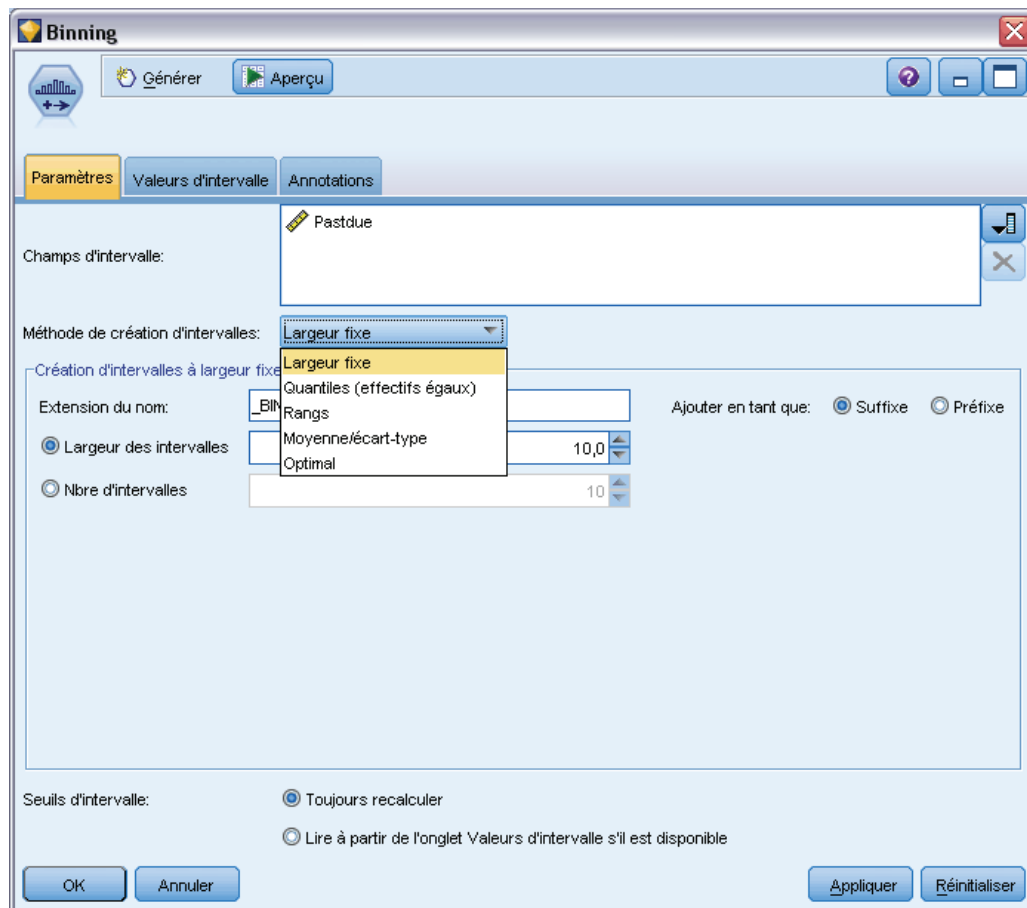 Binning
Générer
Aperçu
Paramètres
Valeurs d'intervalle
Annotations
Champs d'intervalle:
Pastdue
Méthode de création d'intervalles:
Largeur fixe
Largeur fixe
Quantiles (effectifs égaux)
Rangs
Moyenne/écart-type
Optimal
Création d'intervalles à largeur fixe
Extension du nom:
Ajouter en tant que:
Suffixe
Préfixe
Largeur des intervalles
10,0
Nbre d'intervalles
10
Seuils d'intervalle:
Toujours recalculer
Lire à partir de l'onglet Valeurs d'intervalle s'il est disponible
OK
Annuler
Appliquer
Réinitialiser